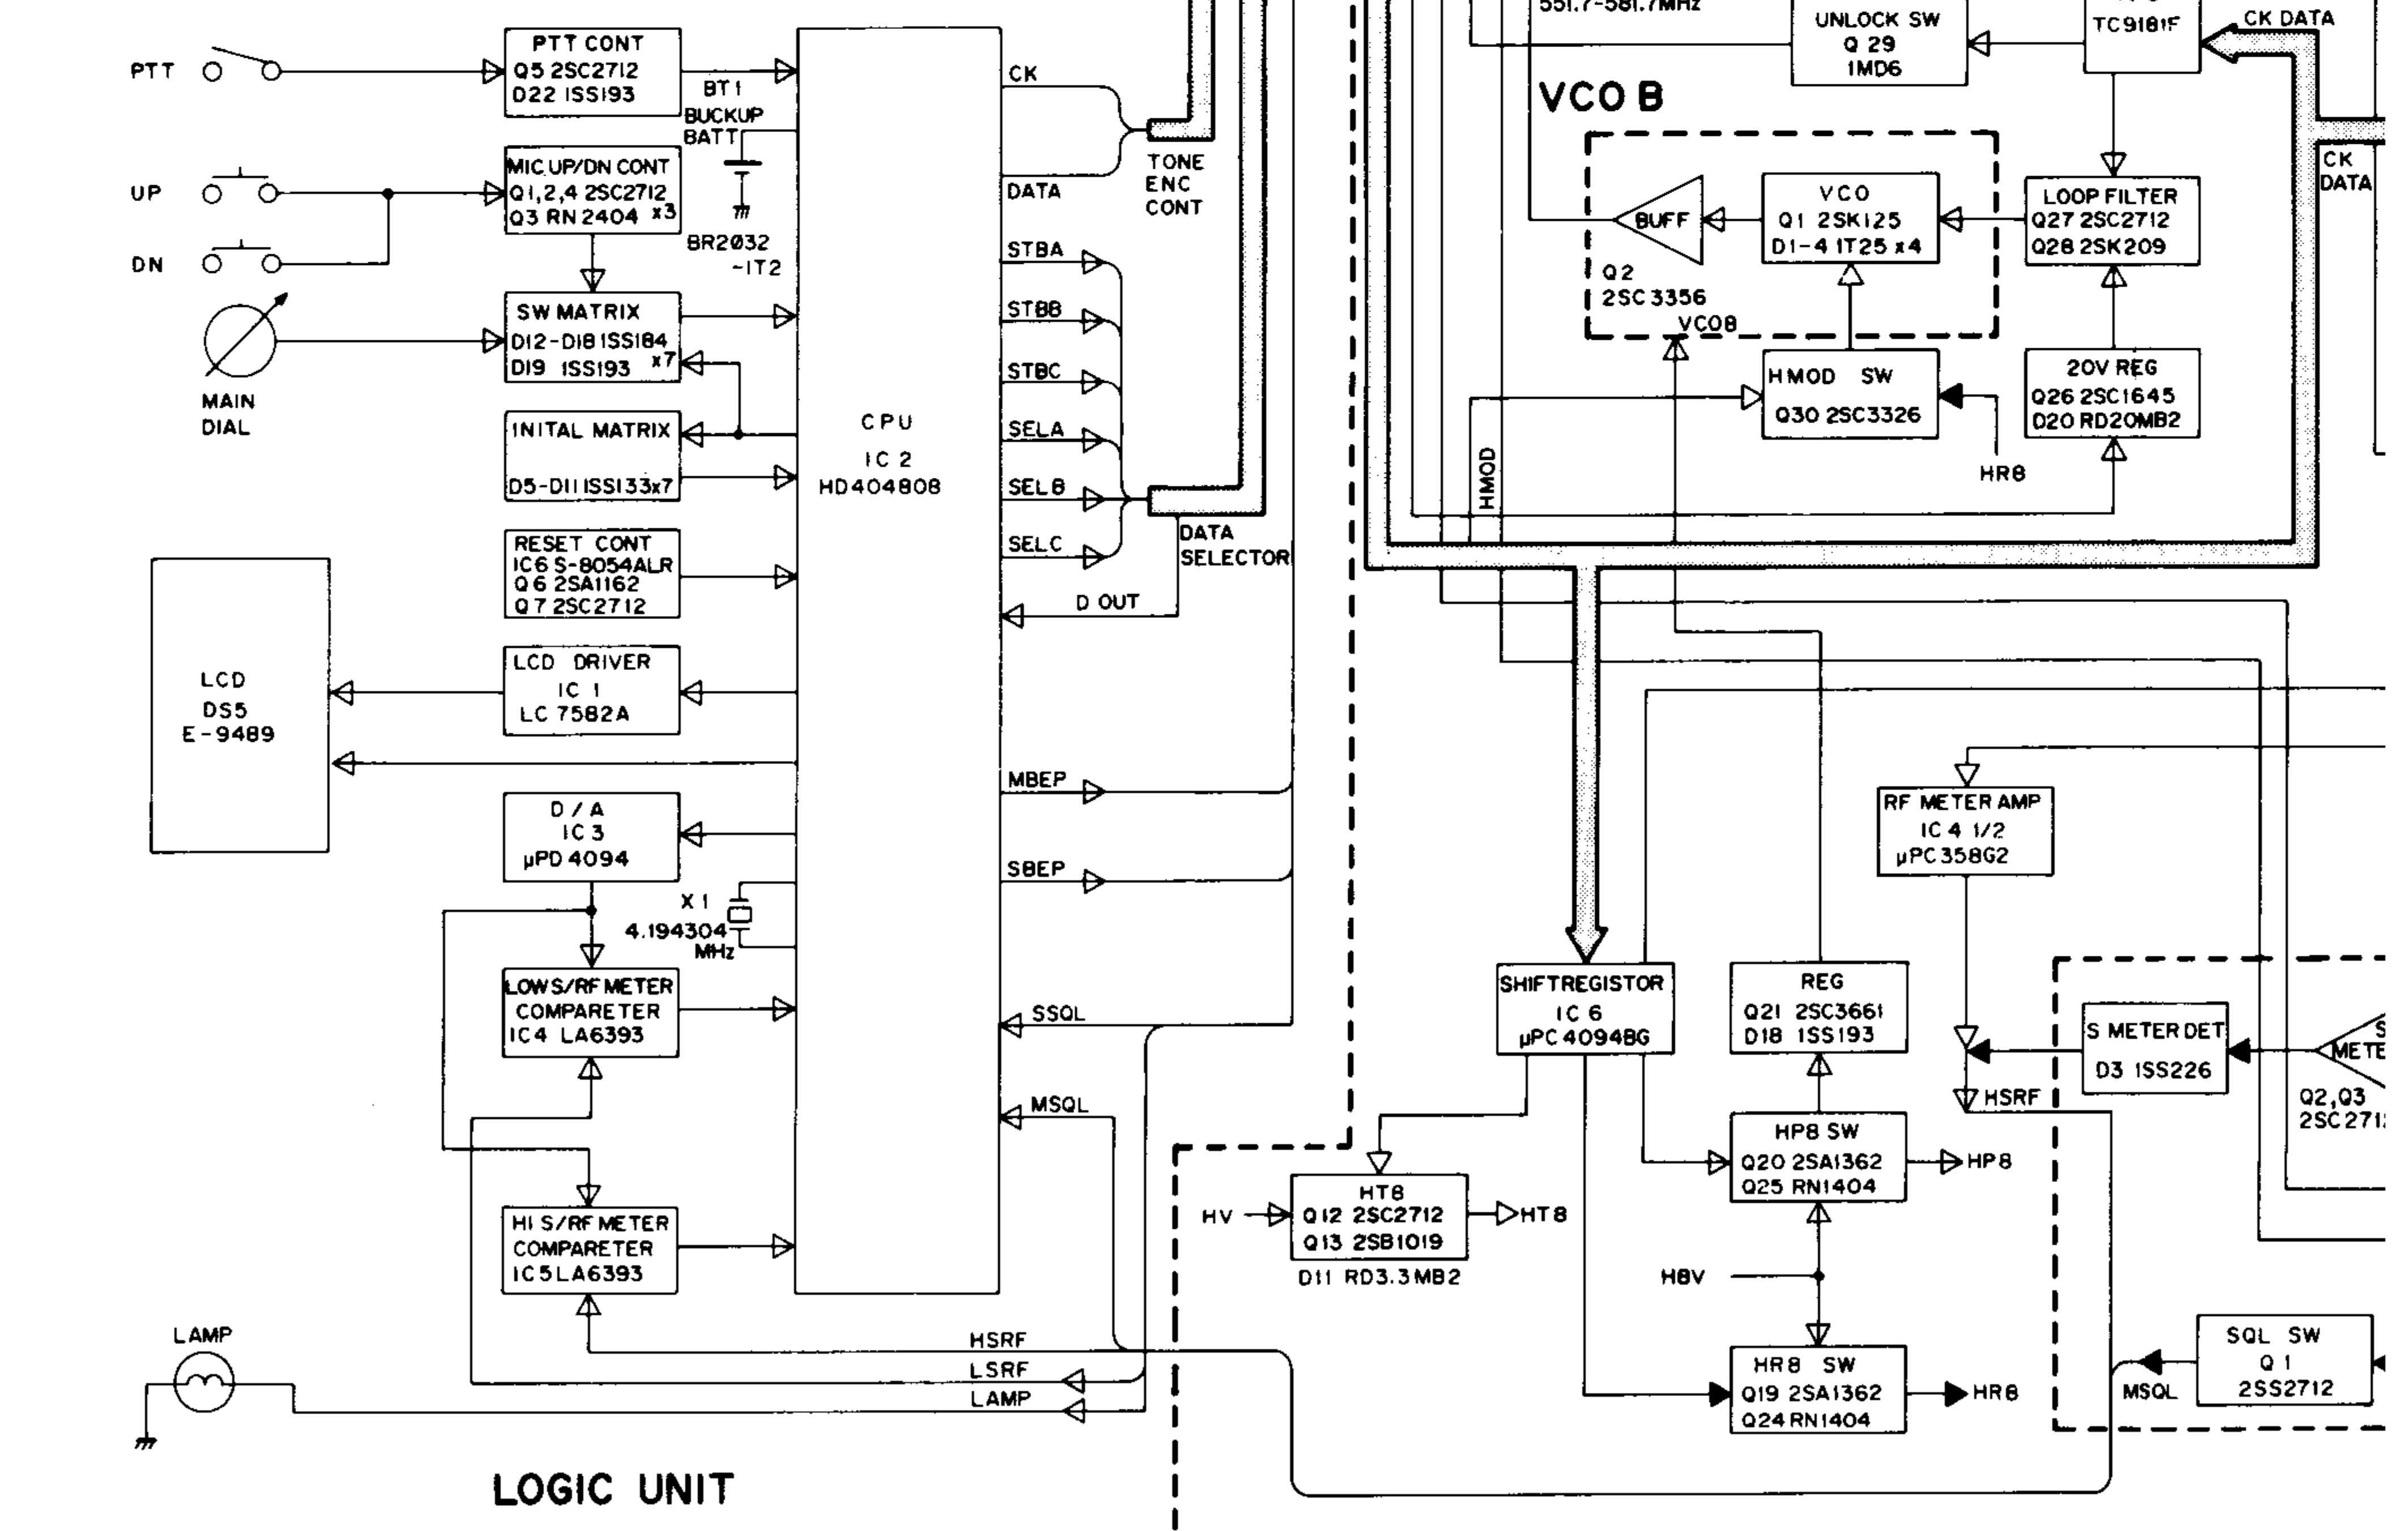 PTT
PTT CONT
Q5 2SC2712
D22 1SS193
BT1
BUCKUP
BATT
BR2032
-1T2
UP
DN
MIC UP/DN CONT
Q1,2,4 2SC2712
Q3 RN2404 x3
MAIN
DIAL
SW MATRIX
D12-D18 1SS184
D19 1SS193 x7
INITAL MATRIX
D5-D11 1SS133x7
RESET CONT
IC6 S-8054ALR
Q6 2SA1162
Q7 2SC2712
LCD
DS5
E-9489
LCD DRIVER
IC 1
LC 7582A
D/A
IC3
µPD4094
X1
4.194304
MHz
LOW S/RF METER
COMPARETER
IC4 LA6393
HI S/RF METER
COMPARETER
IC5 LA6393
LAMP
LOGIC UNIT
CPU
IC 2
HD404808
CK
DATA
TONE
ENC
CONT
STBA
STBB
STBC
SELA
SELB
SELC
DATA
SELECTOR
D OUT
MBEP
SBEP
SSQL
MSQL
HSRF
LSRF
LAMP
551.7-581.7MHz
UNLOCK SW
Q 29
1MD6
TC9181F
CK DATA
VCO B
BUFF
Q2
2SC3356
VCO
Q1 2SK125
D1-4 1T25 x4
LOOP FILTER
Q27 2SC2712
Q28 2SK209
CK
DATA
VCO8
HMOD SW
Q30 2SC3326
20V REG
Q26 2SC1645
D20 RD20MB2
HMOD
HR8
RF METER AMP
IC4 1/2
µPC358G2
SHIFTREGISTOR
IC 6
µPC4094BG
REG
Q21 2SC3661
D18 1SS193
S METER DET
D3 1SS226
METE
Q2,Q3
HSRF
HP8 SW
Q20 2SA1362
Q25 RN1404
HP8
HV
HT8
Q12 2SC2712
Q13 2SB1019
HT8
D11 RD3.3MB2
H8V
HR8 SW
Q19 2SA1362
Q24 RN1404
HR8
MSQL
SQL SW
Q 1
2SS2712